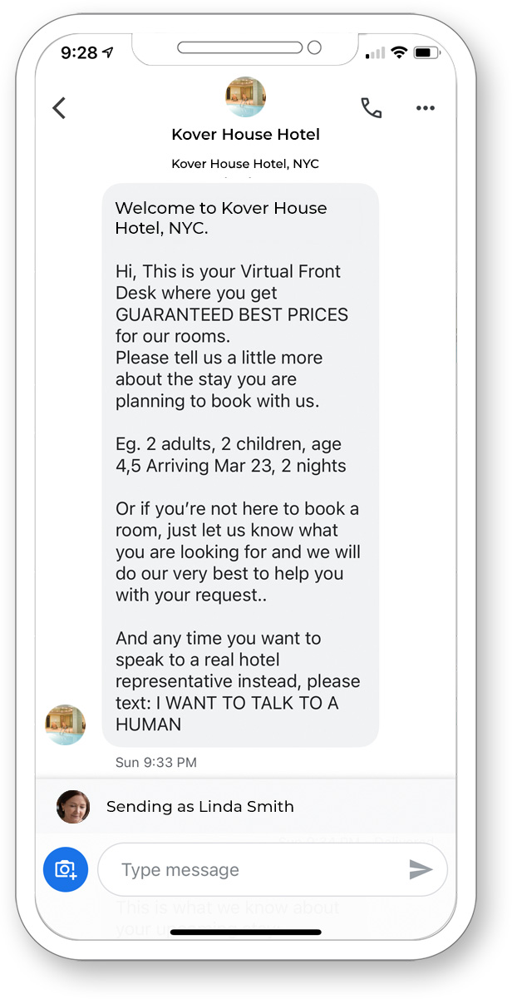 9:28
Kover House Hotel
Kover House Hotel, NYC
Welcome to Kover House
Hotel, NYC.
Hi, This is your Virtual Front
Desk where you get
GUARANTEED BEST PRICES
for our rooms.
Please tell us a little more
about the stay you are
planning to book with us.
Eg. 2 adults, 2 children, age
4,5 Arriving Mar 23, 2 nights
Or if you’re not here to book a
room, just let us know what
you are looking for and we will
do our very best to help you
with your request..
And any time you want to
speak to a real hotel
representative instead, please
text: I WANT TO TALK TO A
HUMAN
Sun 9:33 PM
Sending as Linda Smith
Type message
This is what we know about
your